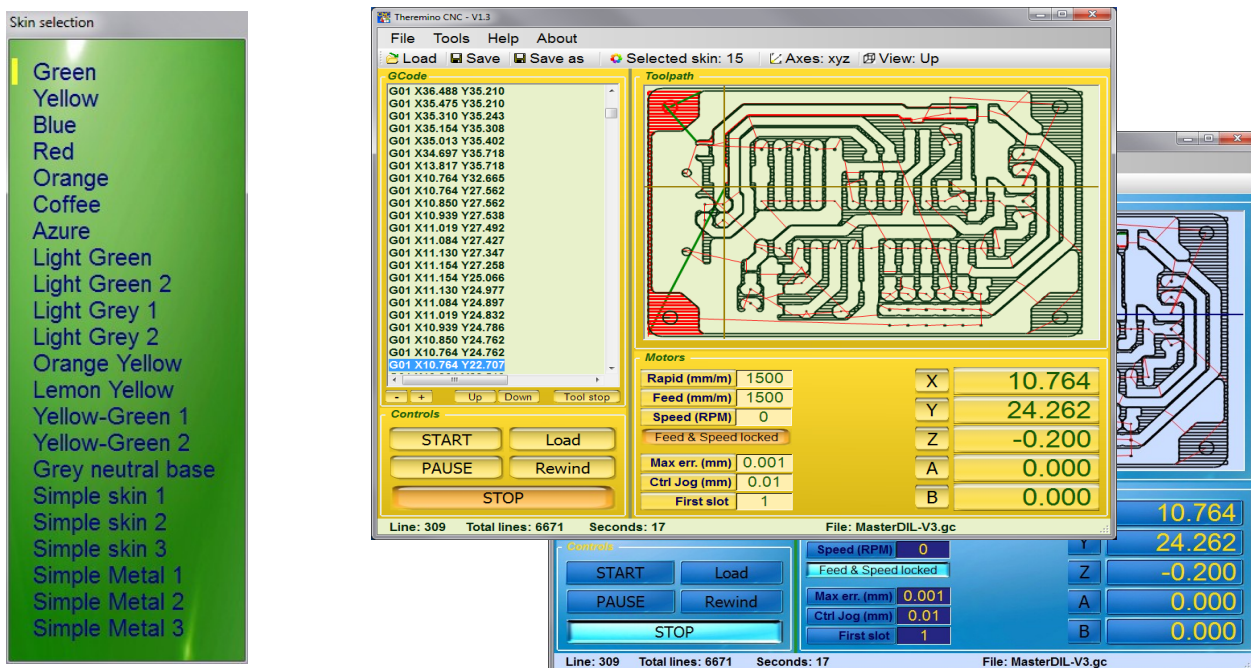 Skin selection
Green
Yellow
Blue
Red
Orange
Coffee
Azure
Light Green
Light Green 2
Light Grey 1
Light Grey 2
Orange Yellow
Lemon Yellow
Yellow-Green 1
Yellow-Green 2
Grey neutral base
Simple skin 1
Simple skin 2
Simple skin 3
Simple Metal 1
Simple Metal 2
Simple Metal 3
Theremino CNC - V1.3
File Tools Help About
Load Save Save as Selected skin: 15 Axes: xyz View: Up
GCode
G01 X36.488 Y35.210
G01 X35.475 Y35.210
G01 X35.310 Y35.243
G01 X35.154 Y35.308
G01 X35.013 Y35.402
G01 X34.697 Y35.718
G01 X13.817 Y35.718
G01 X10.764 Y32.665
G01 X10.764 Y27.562
G01 X10.850 Y27.562
G01 X10.939 Y27.538
G01 X11.019 Y27.492
G01 X11.084 Y27.427
G01 X11.130 Y27.347
G01 X11.154 Y27.258
G01 X11.154 Y25.066
G01 X11.130 Y24.977
G01 X11.084 Y24.897
G01 X11.019 Y24.832
G01 X10.939 Y24.786
G01 X10.850 Y24.762
G01 X10.764 Y24.762
G01 X10.764 Y22.707
- + Up Down Tool stop
Controls
START Load
PAUSE Rewind
STOP
Toolpath
Motors
Rapid (mm/m) 1500
Feed (mm/m) 1500
Speed (RPM) 0
Feed & Speed locked
Max err. (mm) 0.001
Ctrl Jog (mm) 0.01
First slot 1
X 10.764
Y 24.262
Z -0.200
A 0.000
B 0.000
Line: 309 Total lines: 6671 Seconds: 17 File: MasterDIL-V3.gc
Controls
START Load
PAUSE Rewind
STOP
Speed (RPM) 0
Feed & Speed locked
Max err. (mm) 0.001
Ctrl Jog (mm) 0.01
First slot 1
10.764
Y 24.262
Z -0.200
A 0.000
B 0.000
Line: 309 Total lines: 6671 Seconds: 17 File: MasterDIL-V3.gc